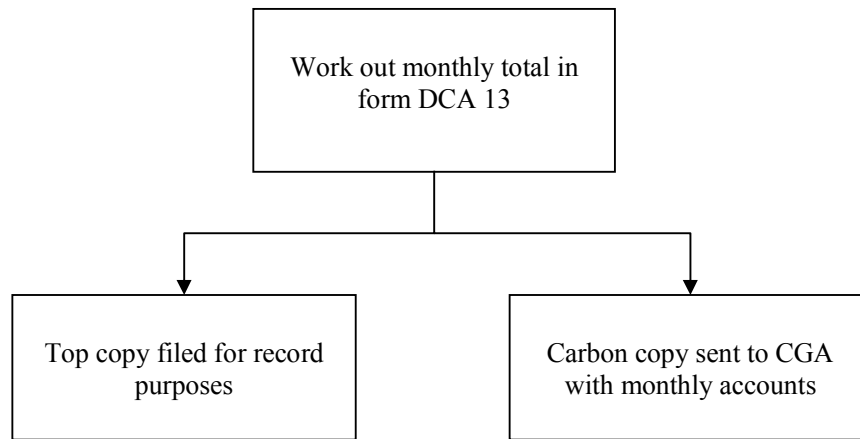 Work out monthly total in
form DCA 13
Top copy filed for record
purposes
Carbon copy sent to CGA
with monthly accounts